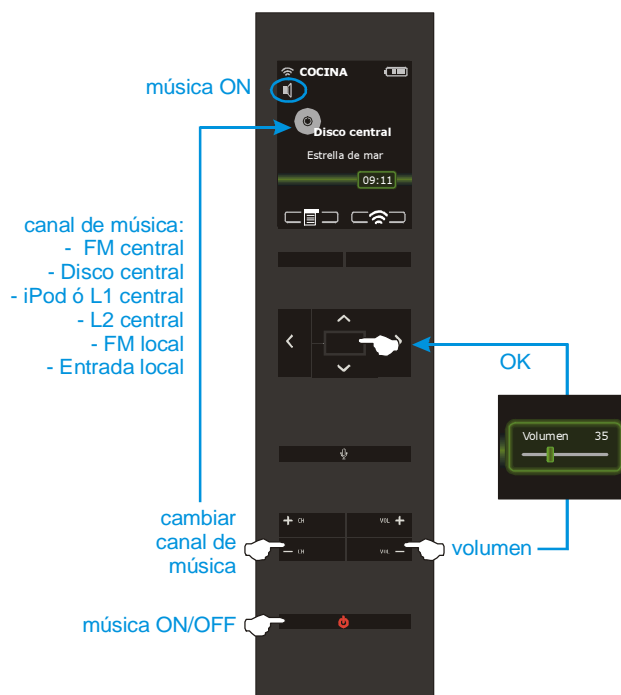 COCINA
música ON
Disco central
Estrella de mar
09:11
canal de música:
- FM central
- Disco central
- iPod ó L1 central
- L2 central
- FM local
- Entrada local
OK
Volumen 35
+ CH VOL +
cambiar
canal de
música
- CH VOL -
volumen
música ON/OFF